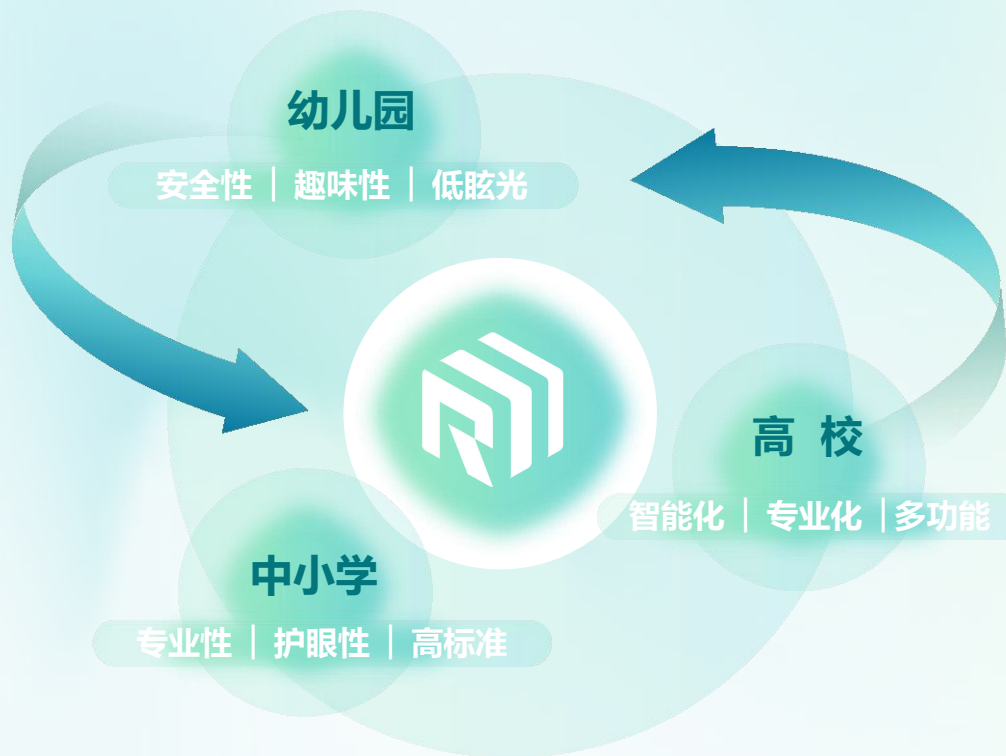 幼儿园
安全性｜趣味性｜低眩光
高 校
智能化｜专业化｜多功能
中小学
专业性｜护眼性｜高标准